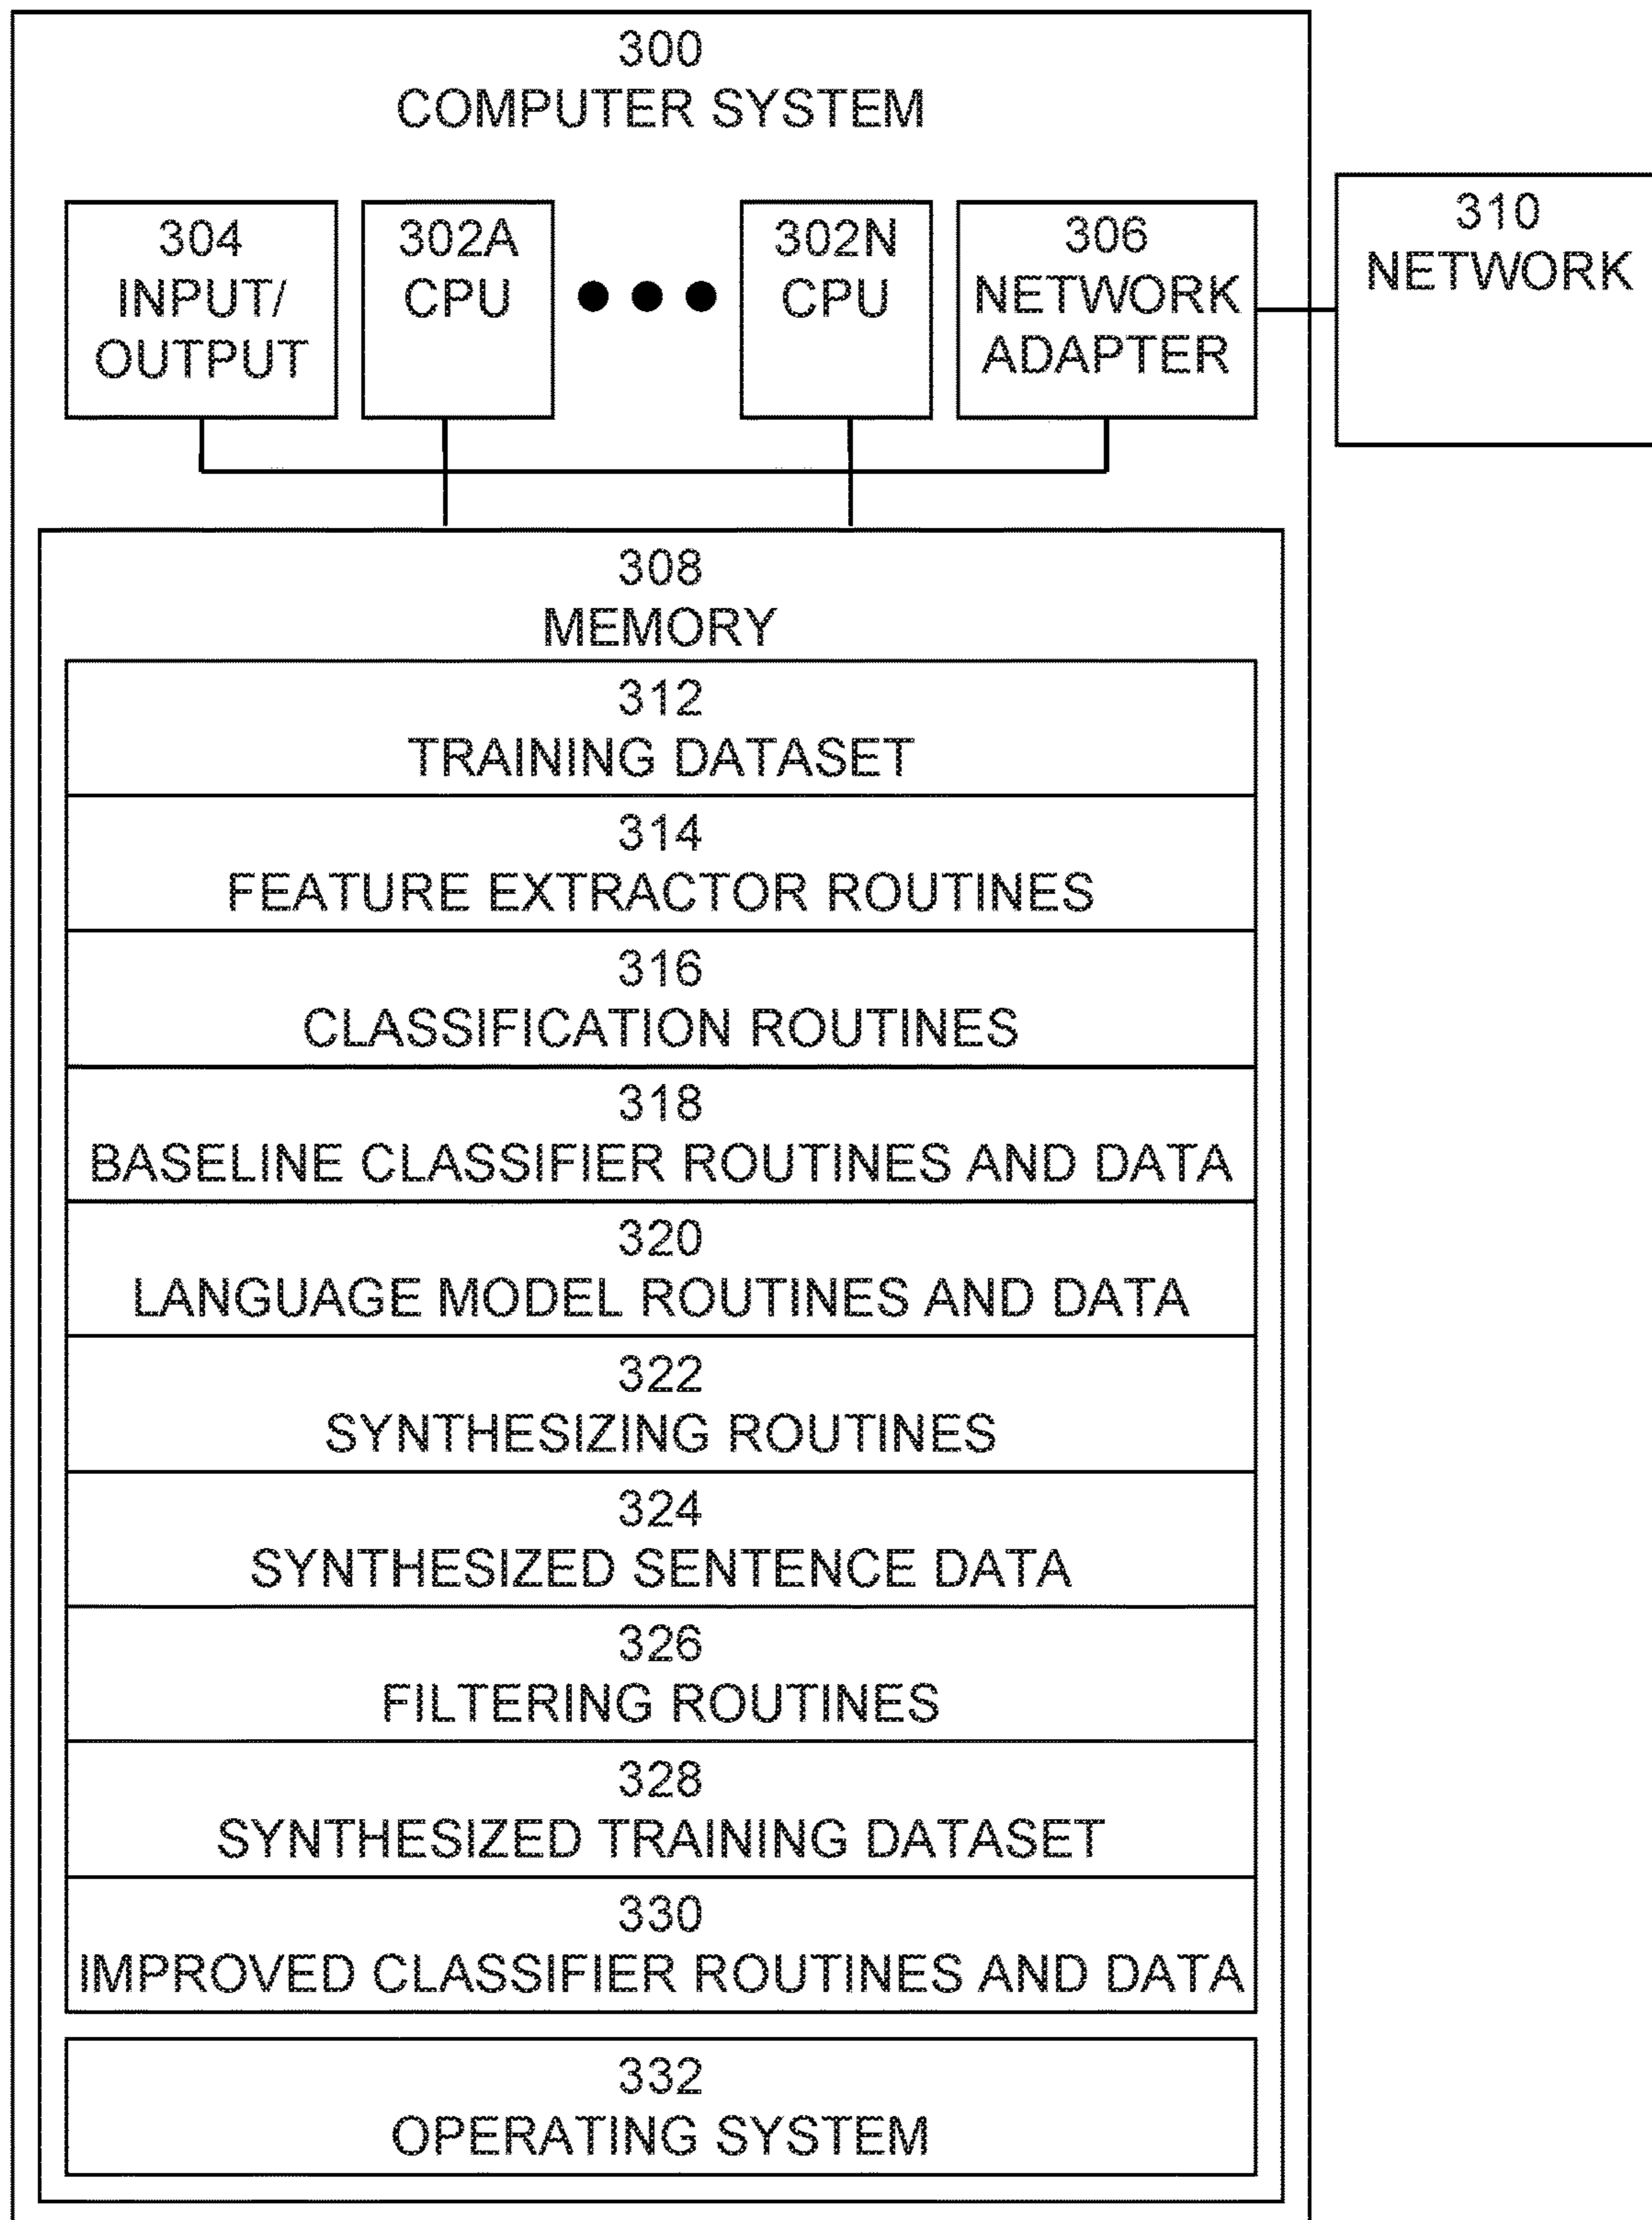 300
COMPUTER SYSTEM
304
INPUT/
OUTPUT
302A
CPU
302N
CPU
306
NETWORK
ADAPTER
310
NETWORK
308
MEMORY
312
TRAINING DATASET
314
FEATURE EXTRACTOR ROUTINES
316
CLASSIFICATION ROUTINES
318
BASELINE CLASSIFIER ROUTINES AND DATA
320
LANGUAGE MODEL ROUTINES AND DATA
322
SYNTHESIZING ROUTINES
324
SYNTHESIZED SENTENCE DATA
326
FILTERING ROUTINES
328
SYNTHESIZED TRAINING DATASET
330
IMPROVED CLASSIFIER ROUTINES AND DATA
332
OPERATING SYSTEM